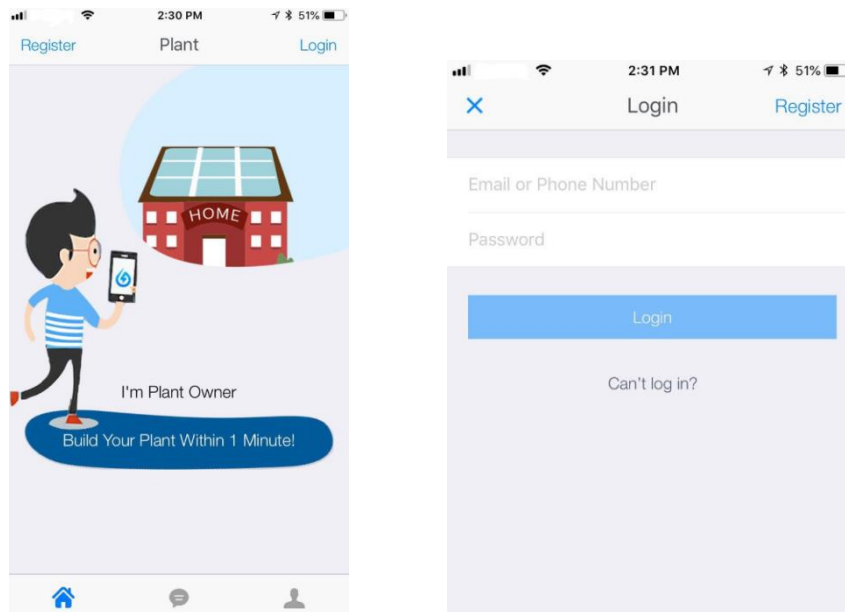 2:30 PM
51%
Register
Plant
Login
HOME
I'm Plant Owner
Build Your Plant Within 1 Minute!
2:31 PM
51%
Login
Register
Email or Phone Number
Password
Login
Can't log in?